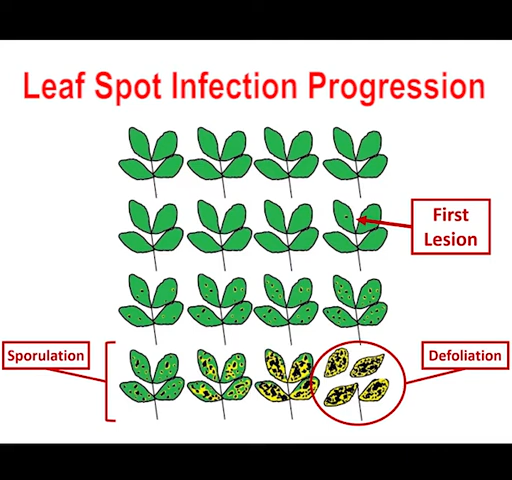 Leaf Spot Infection Progression
First
Lesion
Sporulation
Defoliation